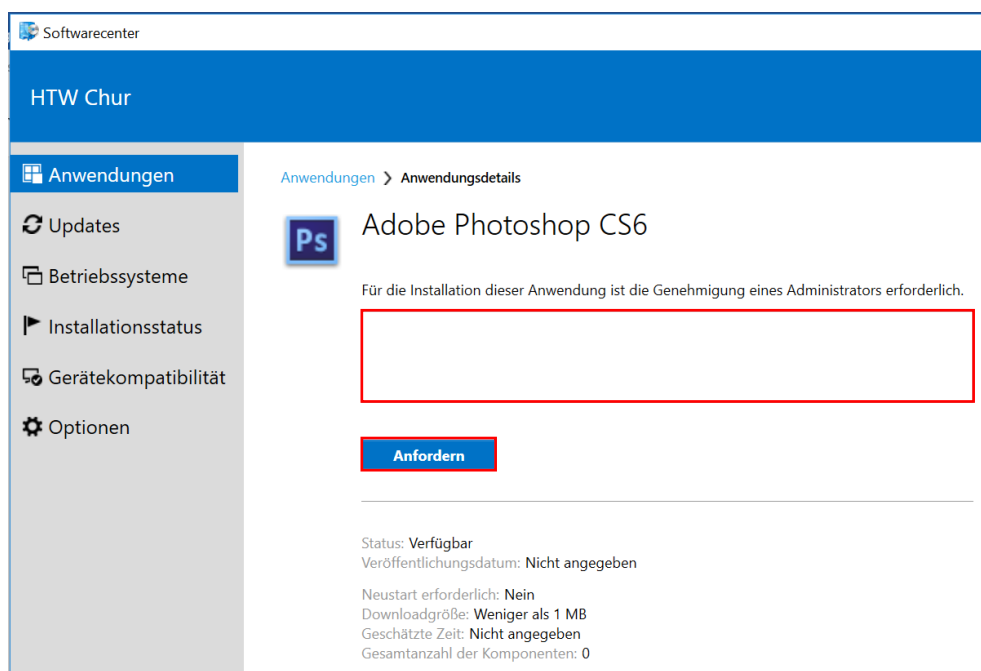 Softwarecenter
HTW Chur
Anwendungen
Updates
Betriebssysteme
Installationsstatus
Gerätekompatibilität
Optionen
Anwendungen ❯ Anwendungsdetails
Ps
Adobe Photoshop CS6
Für die Installation dieser Anwendung ist die Genehmigung eines Administrators erforderlich.
Anfordern
Status: Verfügbar
Veröffentlichungsdatum: Nicht angegeben
Neustart erforderlich: Nein
Downloadgröße: Weniger als 1 MB
Geschätzte Zeit: Nicht angegeben
Gesamtanzahl der Komponenten: 0